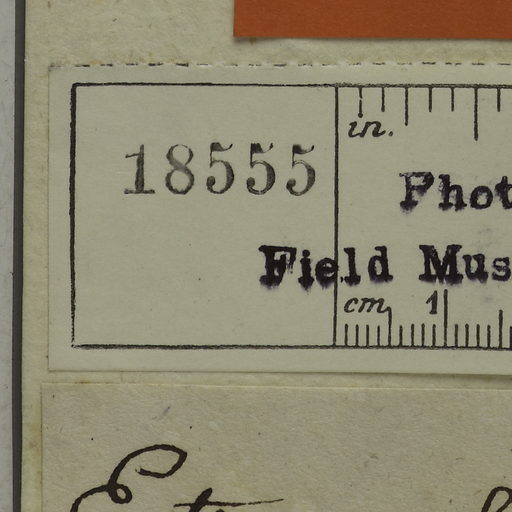 in.
18555
Phot
Field Mus
cm 1